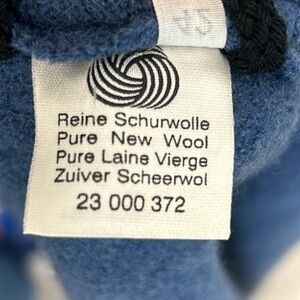 Reine Schurwolle
Pure New Wool
Pure Laine Vierge
Zuiver Scheerwol
23 000 372